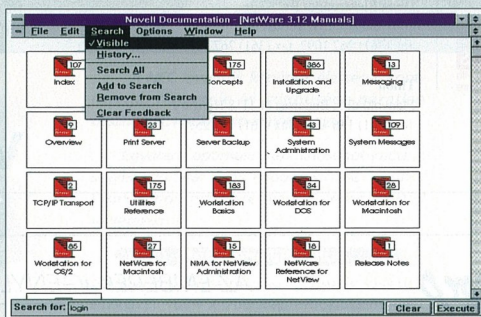 Novell Documentation - [NetWare 3.12 Manuals]
File Edit Search Options Window Help
✓Visible
History...
Search All
Add to Search
Remove from Search
Clear Feedback
107
Index
175
Concepts
386
Installation and
Upgrade
13
Messaging
9
Overview
23
Print Server
Server Backup
43
System
Administration
109
System Messages
2
TCP/IP Transport
175
Utilities
Reference
183
Workstation
Basics
34
Workstation for
DOS
28
Workstation for
Macintosh
85
Workstation for
OS/2
27
NetWare for
Macintosh
15
NMA for NetView
Administration
18
NetWare
Reference for
NetView
1
Release Notes
Search for: login
Clear Execute